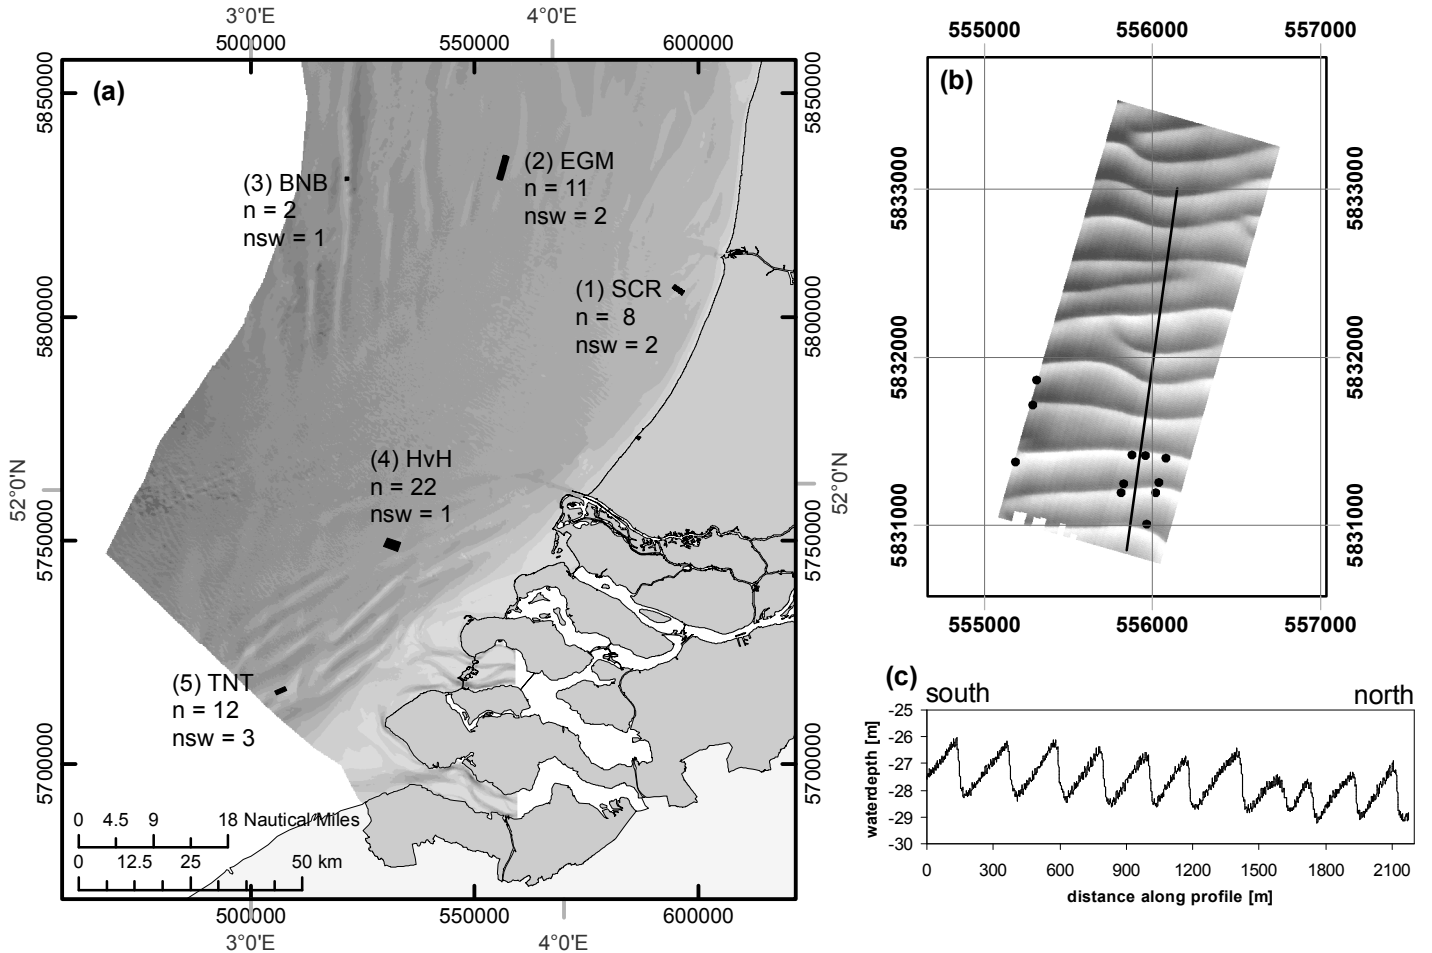 3°0'E 4°0'E
500000 550000 600000
(a)
5850000
5800000
5750000
5700000
52°0'N
(3) BNB
n = 2
nsw = 1
(2) EGM
n = 11
nsw = 2
(1) SCR
n = 8
nsw = 2
(4) HvH
n = 22
nsw = 1
(5) TNT
n = 12
nsw = 3
0 4.5 9 18 Nautical Miles
0 12.5 25 50 km
5850000
5800000
5750000
5700000
52°0'N
500000 550000 600000
3°0'E 4°0'E
555000 556000 557000
(b)
5833000
5832000
5831000
5833000
5832000
5831000
555000 556000 557000
(c)
south north
waterdepth [m]
-25
-26
-27
-28
-29
-30
0 300 600 900 1200 1500 1800 2100
distance along profile [m]